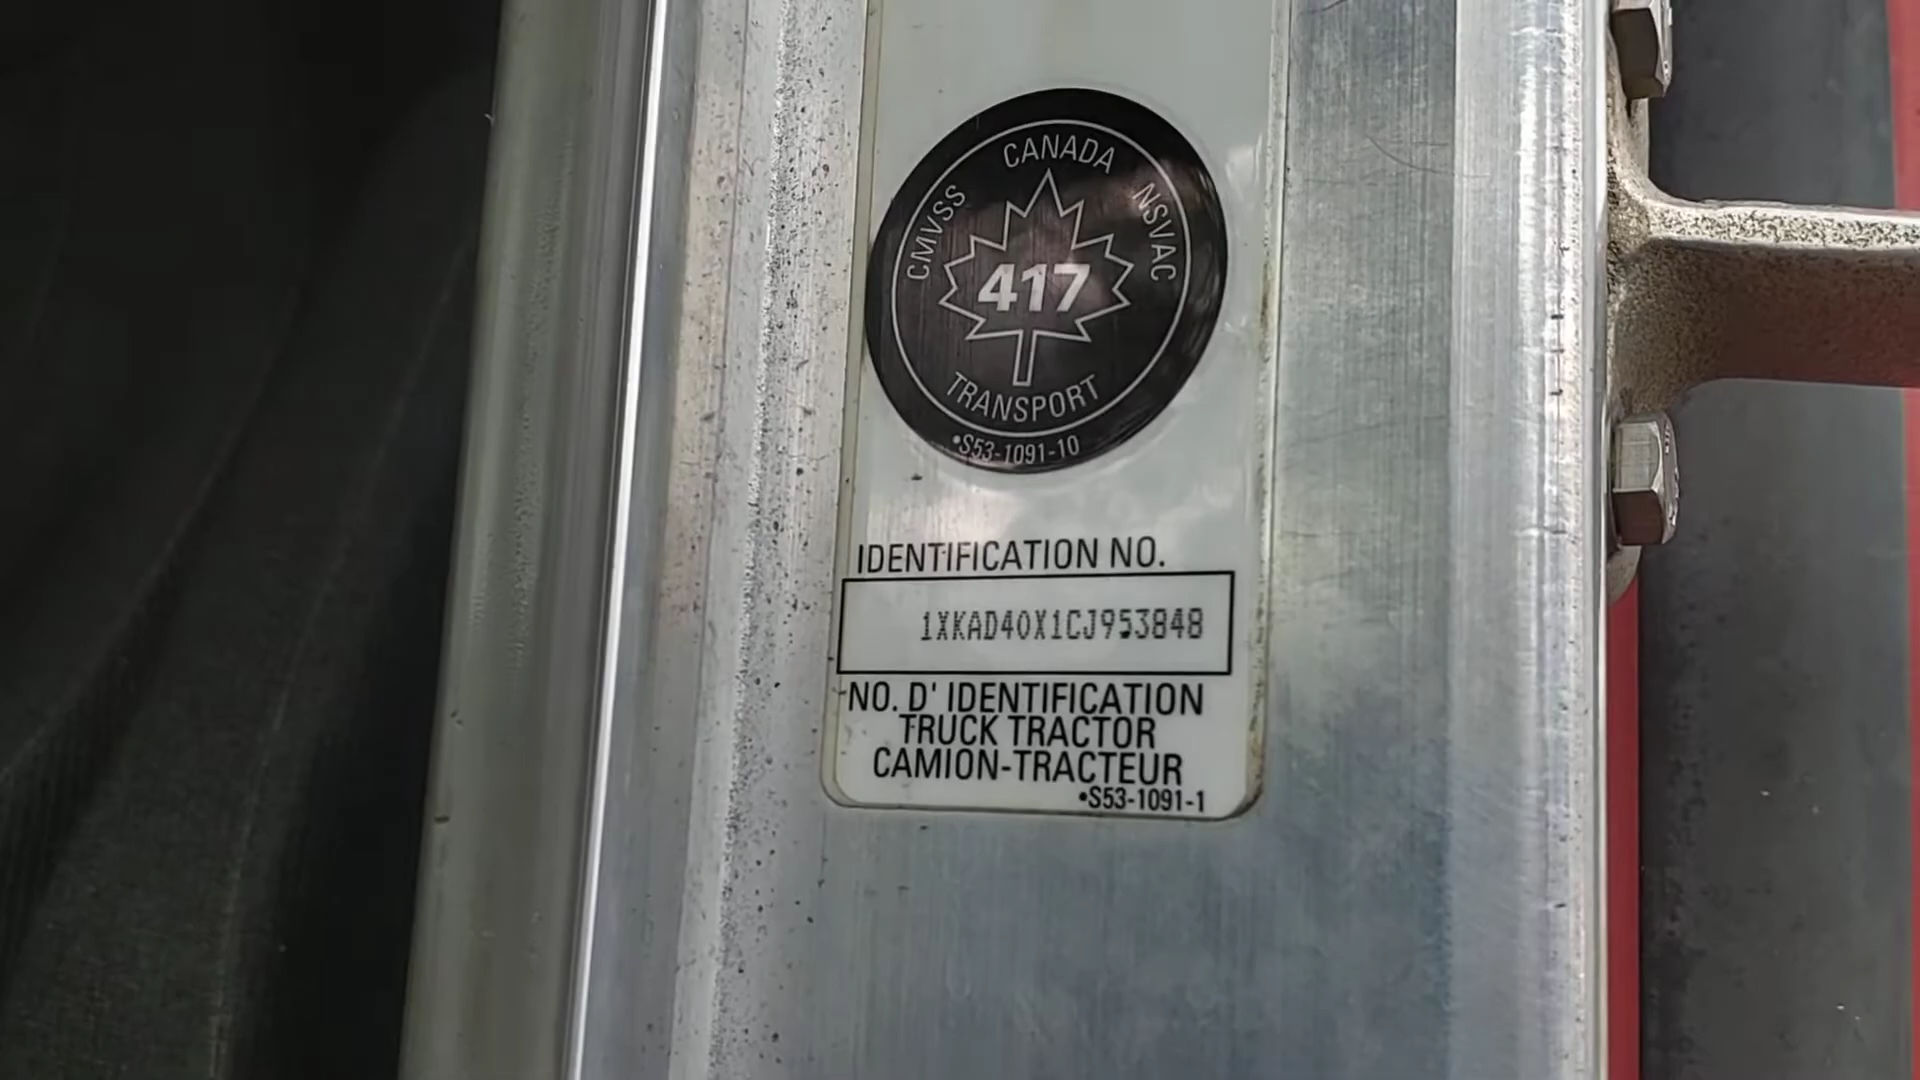 CANADA
CMVSS
NSVAC
417
TRANSPORT
•S53-1091-10
IDENTIFICATION NO.
1XKAD40X1CJ953848
NO. D' IDENTIFICATION
TRUCK TRACTOR
CAMION-TRACTEUR
•S53-1091-1